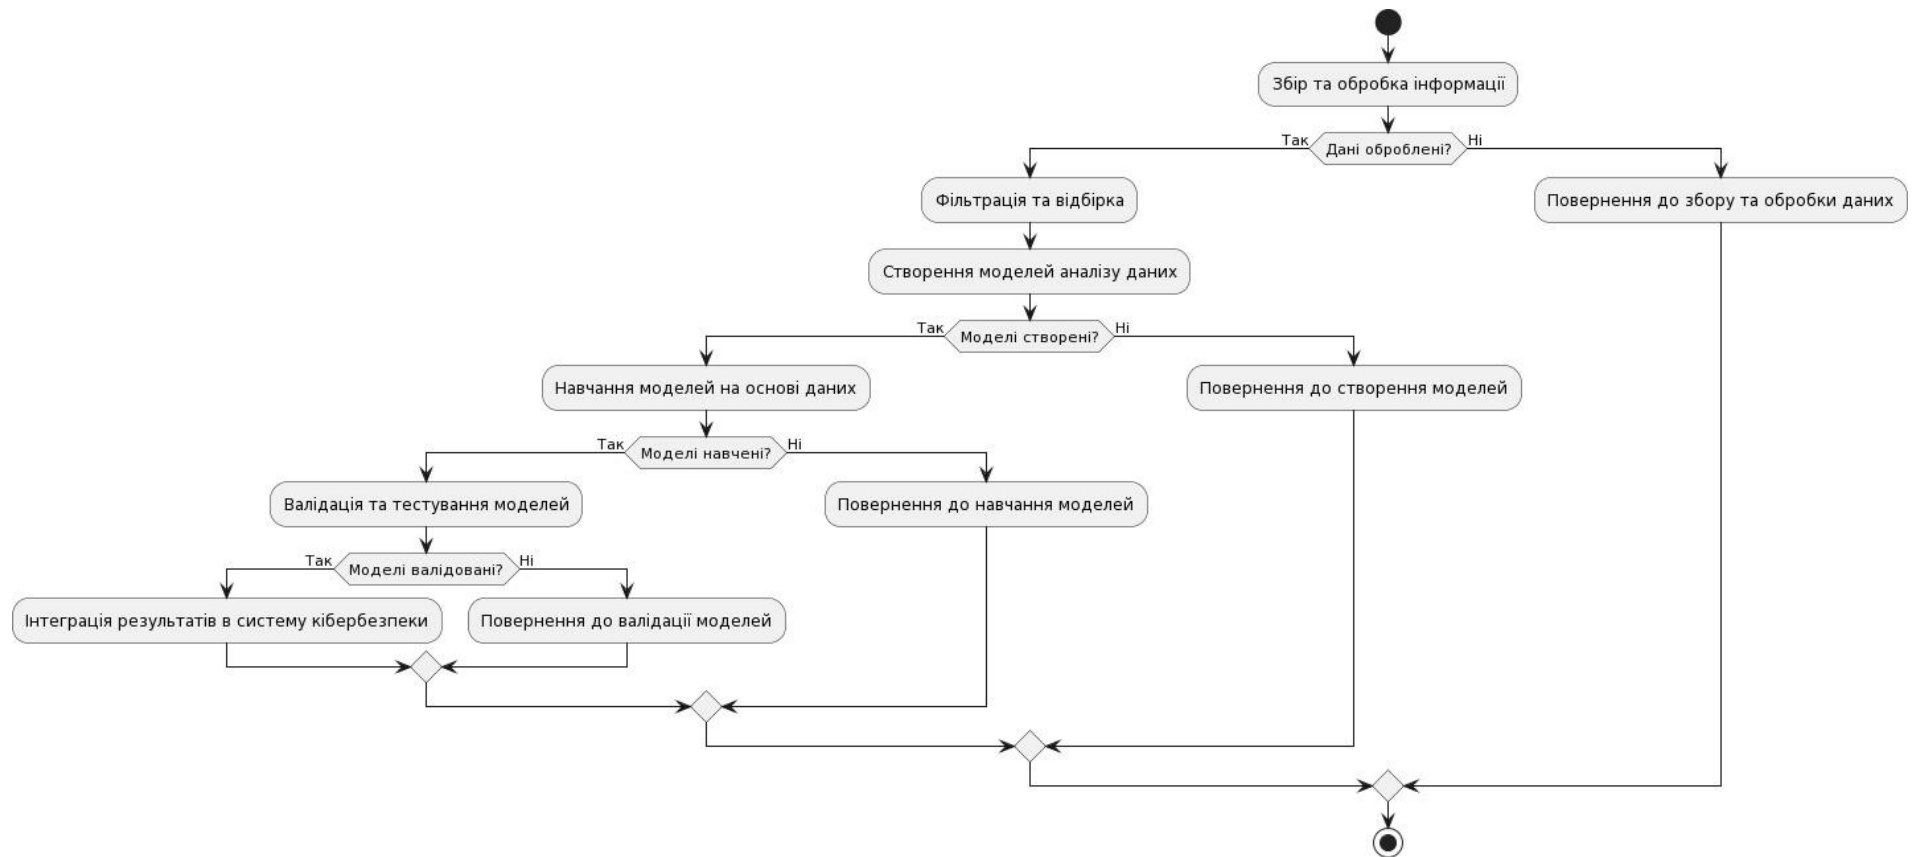 Збір та обробка інформації
Так
Дані оброблені?
Ні
Фільтрація та відбірка
Повернення до збору та обробки даних
Створення моделей аналізу даних
Так
Моделі створені?
Ні
Навчання моделей на основі даних
Повернення до створення моделей
Так
Моделі навчені?
Ні
Валідація та тестування моделей
Повернення до навчання моделей
Так
Моделі валідовані?
Ні
Інтеграція результатів в систему кібербезпеки
Повернення до валідації моделей